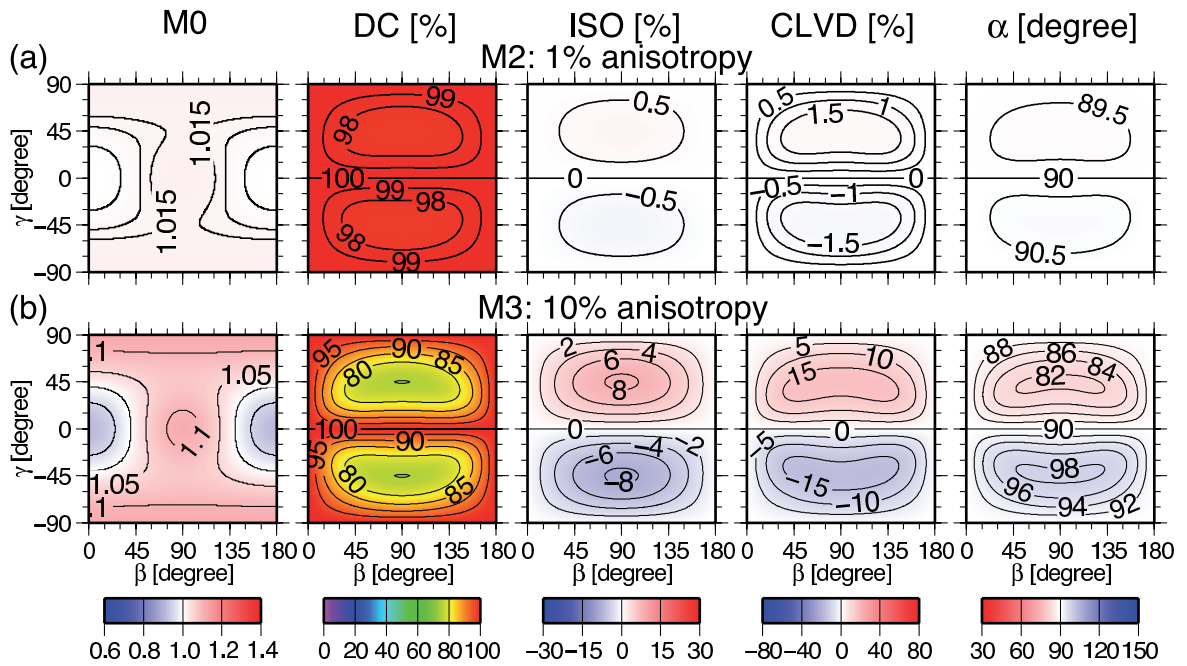 M0 DC [%] ISO [%] CLVD [%] α [degree]
(a) M2: 1% anisotropy
90 45 0 −45 −90
γ [degree]
1.015 1.015 1.015
99 98 100 99 98 98 99
0.5 0 −0.5
0.5 1.5 1 −0.5 0 −1 −1.5
89.5 90 90.5
(b) M3: 10% anisotropy
90 45 0 −45 −90
γ [degree]
.1 1.05 1.1 1.05 .1
95 90 85 80 100 95 90 80 85
2 6 4 8 0 −6 −4 −2 −8
5 10 15 0 −5 −15 −10
88 86 84 82 90 98 96 94 92
0 45 90 135 180 0 45 90 135 180 0 45 90 135 180 0 45 90 135 180 0 45 90 135 180
β [degree] β [degree] β [degree] β [degree] β [degree]
0.6 0.8 1.0 1.2 1.4 0 20 40 60 80 100 −30 −15 0 15 30 −80 −40 0 40 80 30 60 90 120 150